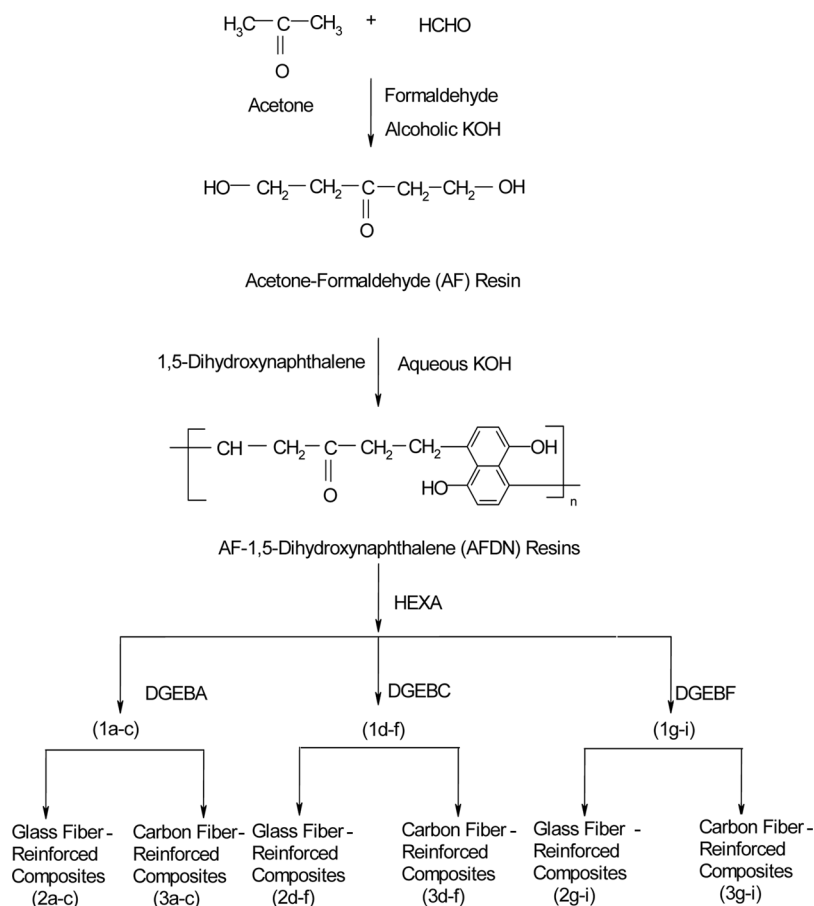 H3C—C—CH3 + HCHO
O
Acetone
Formaldehyde
Alcoholic KOH
HO—CH2—CH2—C—CH2—CH2—OH
O
Acetone-Formaldehyde (AF) Resin
1,5-Dihydroxynaphthalene
Aqueous KOH
CH—CH2—C—CH2—CH2
OH
O
HO
n
AF-1,5-Dihydroxynaphthalene (AFDN) Resins
HEXA
DGEBA
DGEBC
DGEBF
(1a-c)
(1d-f)
(1g-i)
Glass Fiber-
Reinforced
Composites
(2a-c)
Carbon Fiber-
Reinforced
Composites
(3a-c)
Glass Fiber-
Reinforced
Composites
(2d-f)
Carbon Fiber-
Reinforced
Composites
(3d-f)
Glass Fiber -
Reinforced
Composites
(2g-i)
Carbon Fiber-
Reinforced
Composites
(3g-i)